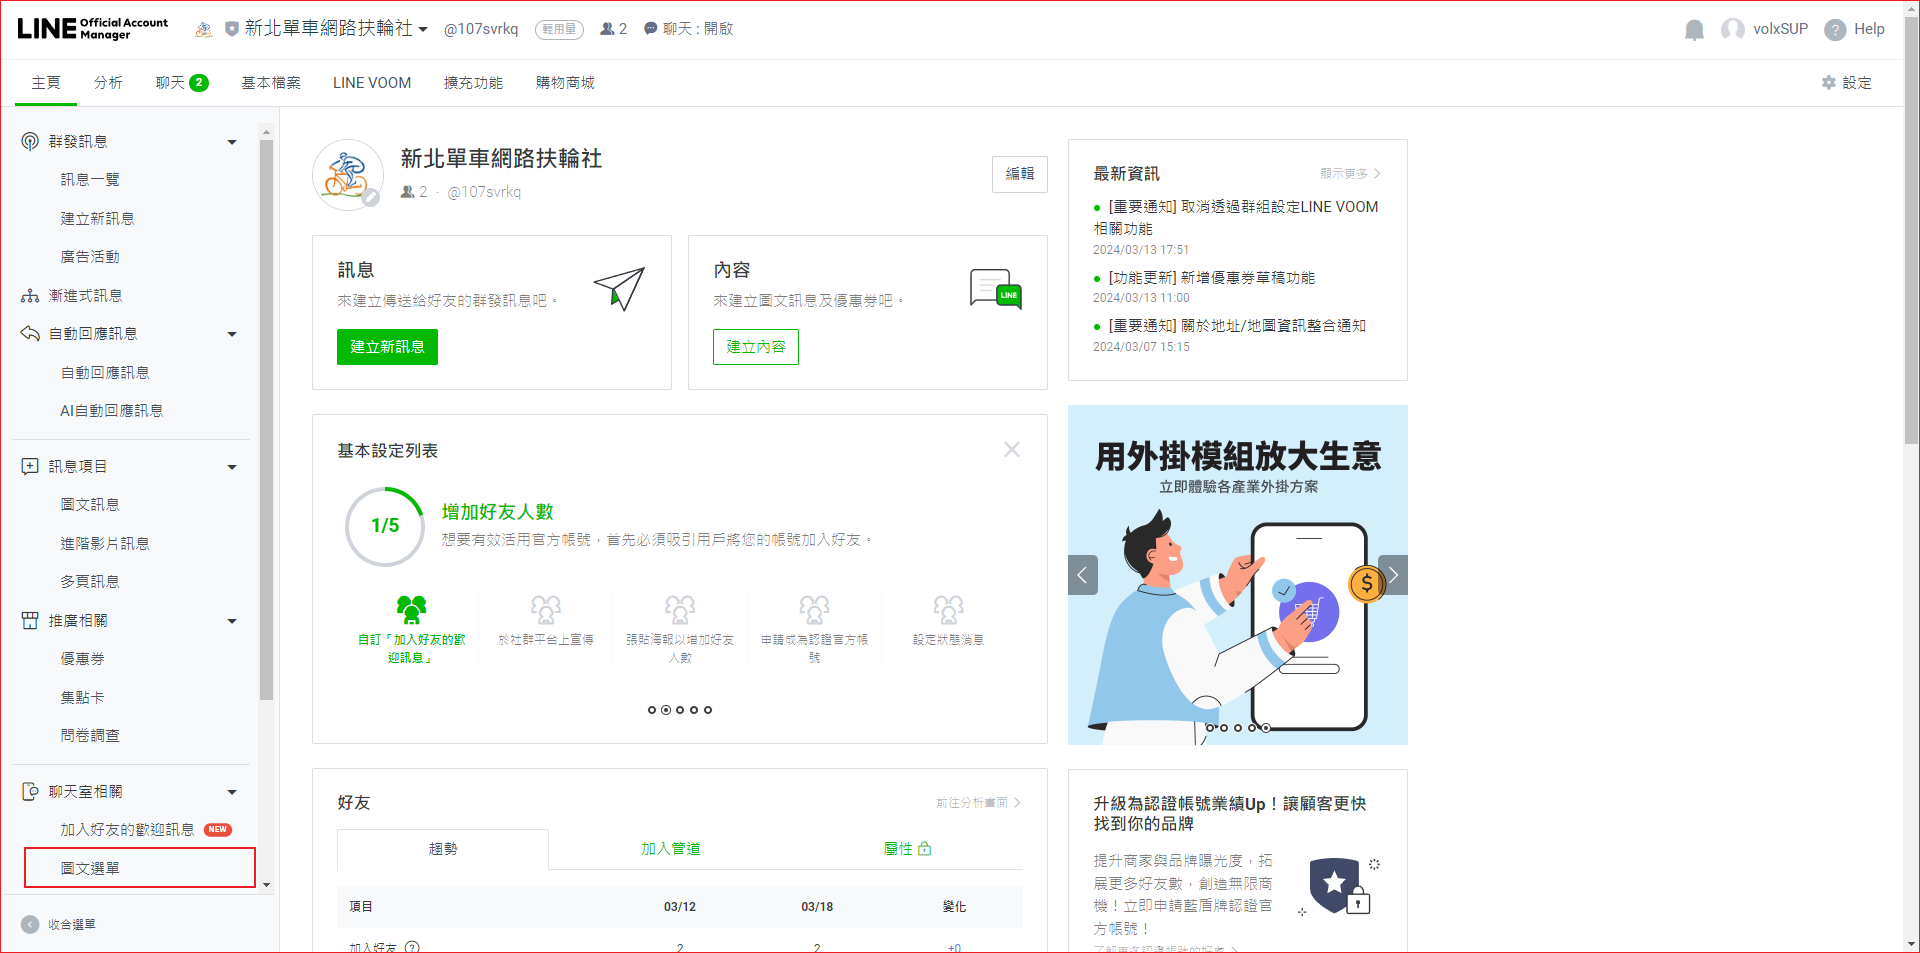 LINE Official Account Manager
新北單車網路扶輪社 @107svrkq 輕用量 2 聊天 : 開啟
volxSUP ? Help
主頁 分析 聊天 2 基本檔案 LINE VOOM 擴充功能 購物商城 設定
群發訊息
訊息一覽
建立新訊息
廣告活動
漸進式訊息
自動回應訊息
自動回應訊息
AI自動回應訊息
訊息項目
圖文訊息
進階影片訊息
多頁訊息
推廣相關
優惠券
集點卡
問卷調查
聊天室相關
加入好友的歡迎訊息 NEW
圖文選單
收合選單
新北單車網路扶輪社
2 · @107svrkq
編輯
訊息
來建立傳送給好友的群發訊息吧。
建立新訊息
內容
來建立圖文訊息及優惠券吧。
LINE
建立內容
基本設定列表
1/5
增加好友人數
想要有效活用官方帳號，首先必須吸引用戶將您的帳號加入好友。
自訂「加入好友的歡
迎訊息」
於社群平台上宣傳
張貼海報以增加好友
人數
申請成為認證官方帳
號
設定狀態消息
好友
前往分析畫面
趨勢 加入管道 屬性
項目 03/12 03/18 變化
加入好友 ? 2 2 +0
最新資訊
顯示更多
[重要通知] 取消透過群組設定LINE VOOM
相關功能
2024/03/13 17:51
[功能更新] 新增優惠券草稿功能
2024/03/13 11:00
[重要通知] 關於地址/地圖資訊整合通知
2024/03/07 15:15
用外掛模組放大生意
立即體驗各產業外掛方案
$
升級為認證帳號業績Up！讓顧客更快
找到你的品牌
提升商家與品牌曝光度，拓
展更多好友數，創造無限商
機！立即申請藍盾牌認證官
方帳號！
了解更多認證帳號的好處